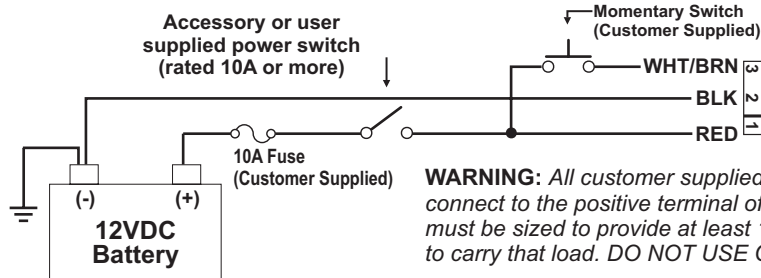 Accessory or user
supplied power switch
(rated 10A or more)
Momentary Switch
(Customer Supplied)
WHT/BRN
3
BLK
2
RED
1
10A Fuse
(Customer Supplied)
(-)
(+)
12VDC
Battery
WARNING: All customer supplied
connect to the positive terminal of
must be sized to provide at least
to carry that load. DO NOT USE